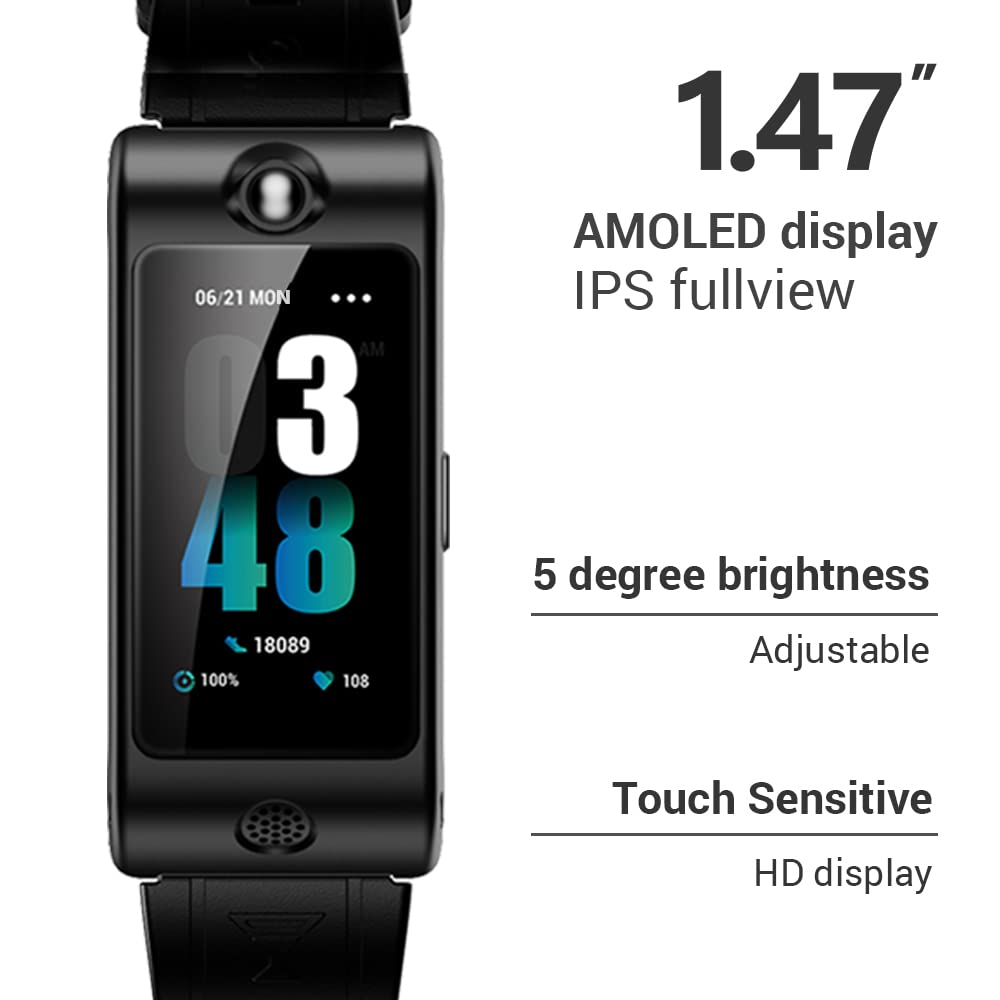 1.47"
AMOLED display
IPS fullview
06/21 MON
03 AM
48
18089
100% 108
5 degree brightness
Adjustable
Touch Sensitive
HD display